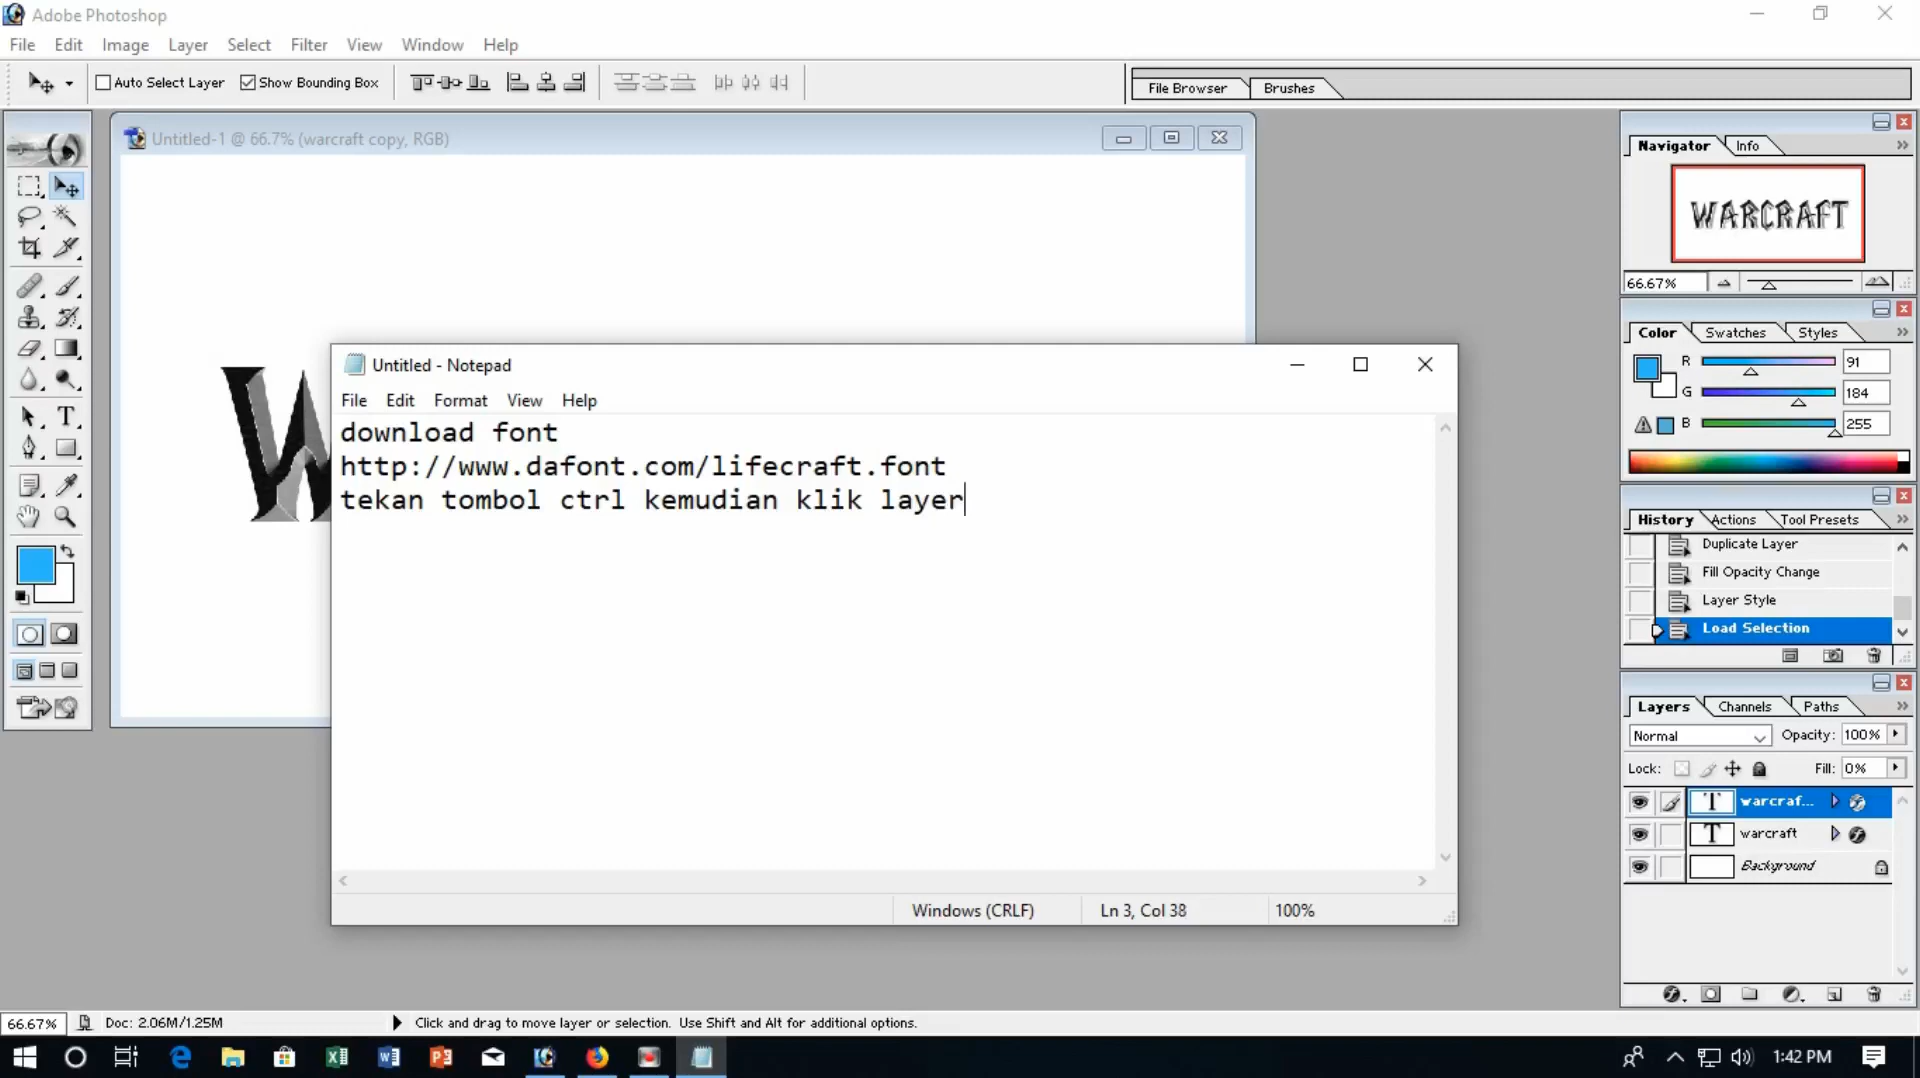 Adobe Photoshop
File Edit Image Layer Select Filter View Window Help
Auto Select Layer Show Bounding Box
File Browser Brushes
Untitled-1 @ 66.7% (warcraft copy, RGB)
Navigator Info
WARCRAFT
66.67%
Color Swatches Styles
R 91
G 184
B 255
W
Untitled - Notepad
File Edit Format View Help
download font
http://www.dafont.com/lifecraft.font
tekan tombol ctrl kemudian klik layer
Windows (CRLF) Ln 3, Col 38 100%
History Actions Tool Presets
Duplicate Layer
Fill Opacity Change
Layer Style
Load Selection
Layers Channels Paths
Normal Opacity: 100%
Lock: Fill: 0%
T warcraf...
T warcraft
Background
66.67% Doc: 2.06M/1.25M Click and drag to move layer or selection. Use Shift and Alt for additional options.
1:42 PM